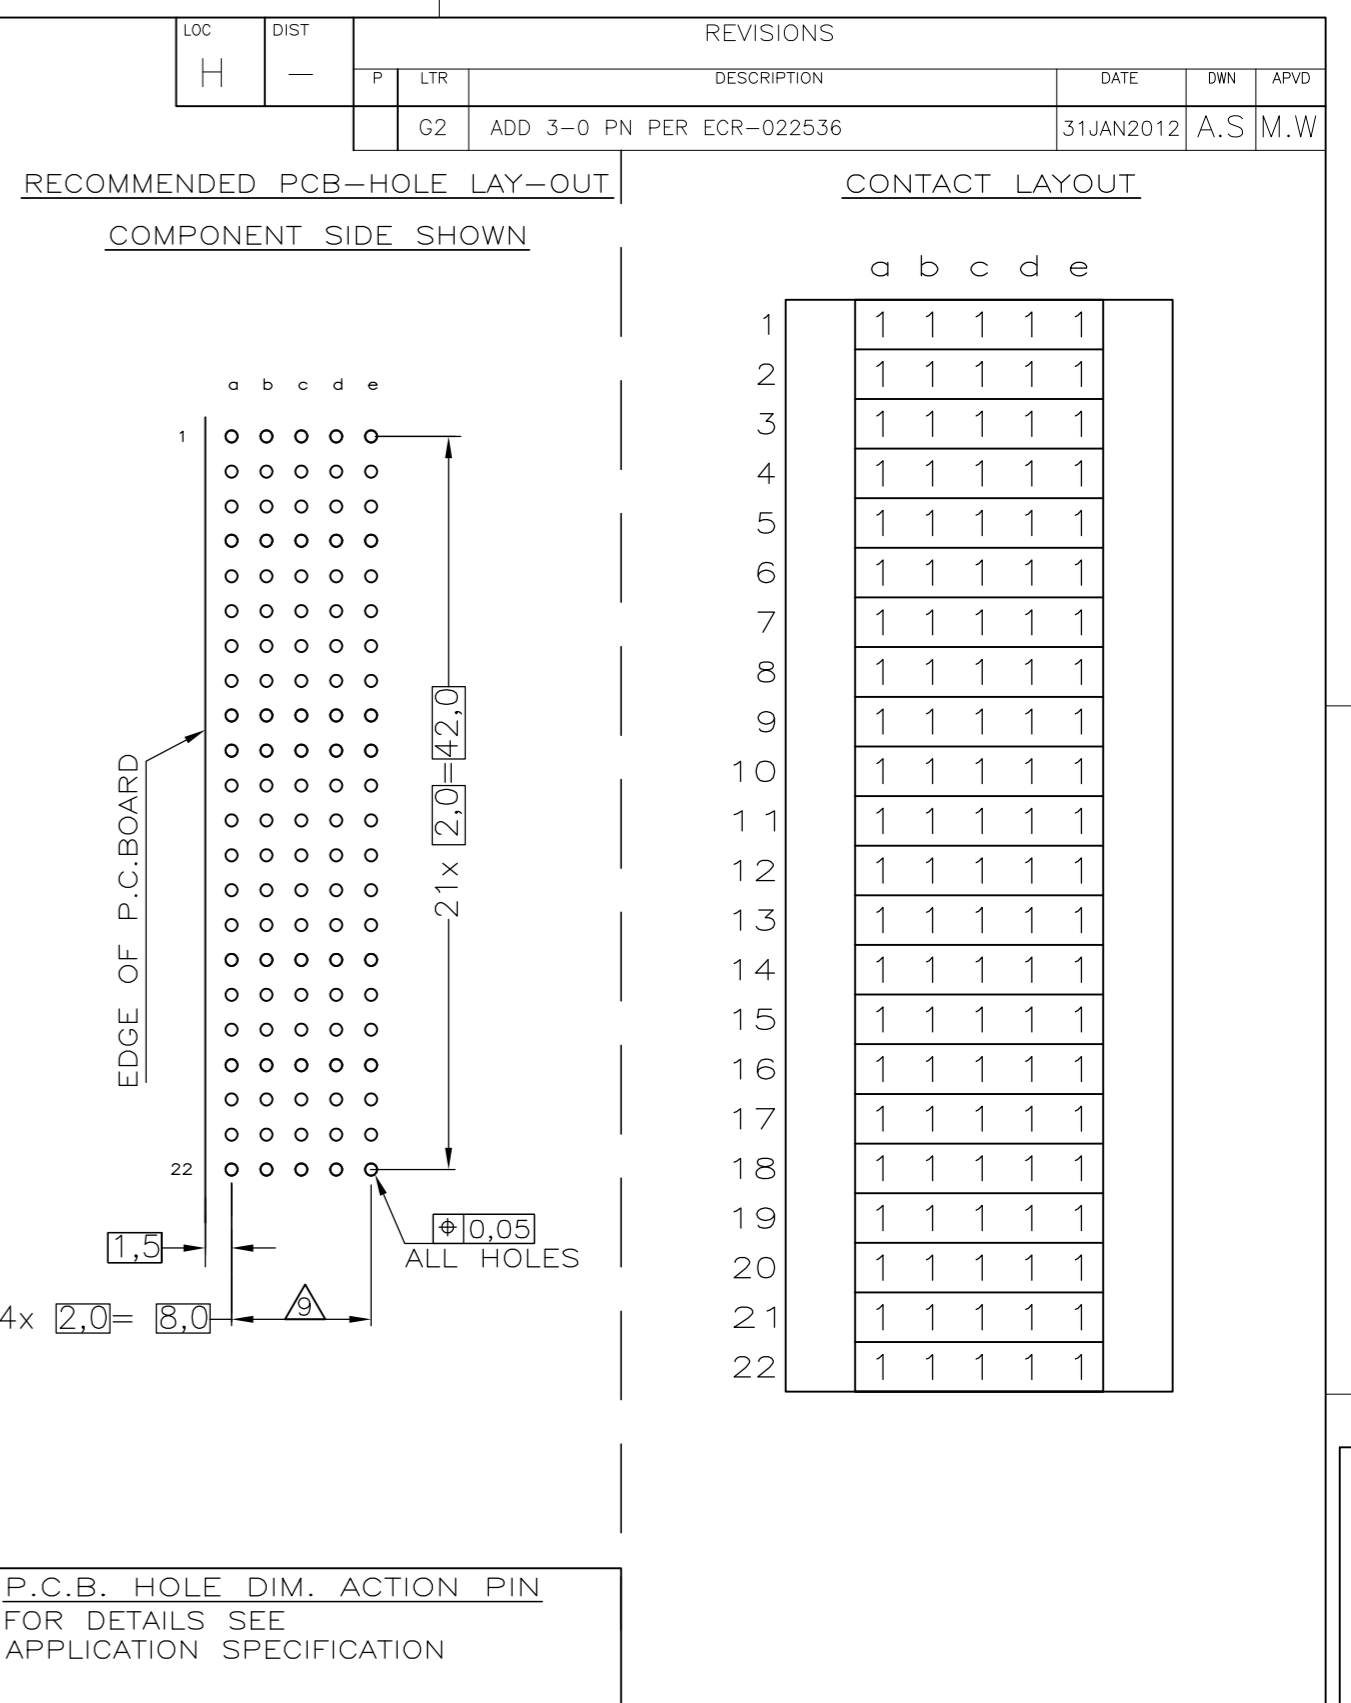 LOC
DIST
REVISIONS
H
—
P LTR DESCRIPTION DATE DWN APVD
G2 ADD 3-0 PN PER ECR-022536 31JAN2012 A.S M.W
RECOMMENDED PCB-HOLE LAY-OUT
COMPONENT SIDE SHOWN
a b c d e
1
22
EDGE OF P.C.BOARD
21x 2,0=42,0
1,5
4x 2,0= 8,0
9
⌖ 0,05
ALL HOLES
P.C.B. HOLE DIM. ACTION PIN
FOR DETAILS SEE
APPLICATION SPECIFICATION
CONTACT LAYOUT
a b c d e
1 1 1 1 1 1
2 1 1 1 1 1
3 1 1 1 1 1
4 1 1 1 1 1
5 1 1 1 1 1
6 1 1 1 1 1
7 1 1 1 1 1
8 1 1 1 1 1
9 1 1 1 1 1
10 1 1 1 1 1
11 1 1 1 1 1
12 1 1 1 1 1
13 1 1 1 1 1
14 1 1 1 1 1
15 1 1 1 1 1
16 1 1 1 1 1
17 1 1 1 1 1
18 1 1 1 1 1
19 1 1 1 1 1
20 1 1 1 1 1
21 1 1 1 1 1
22 1 1 1 1 1